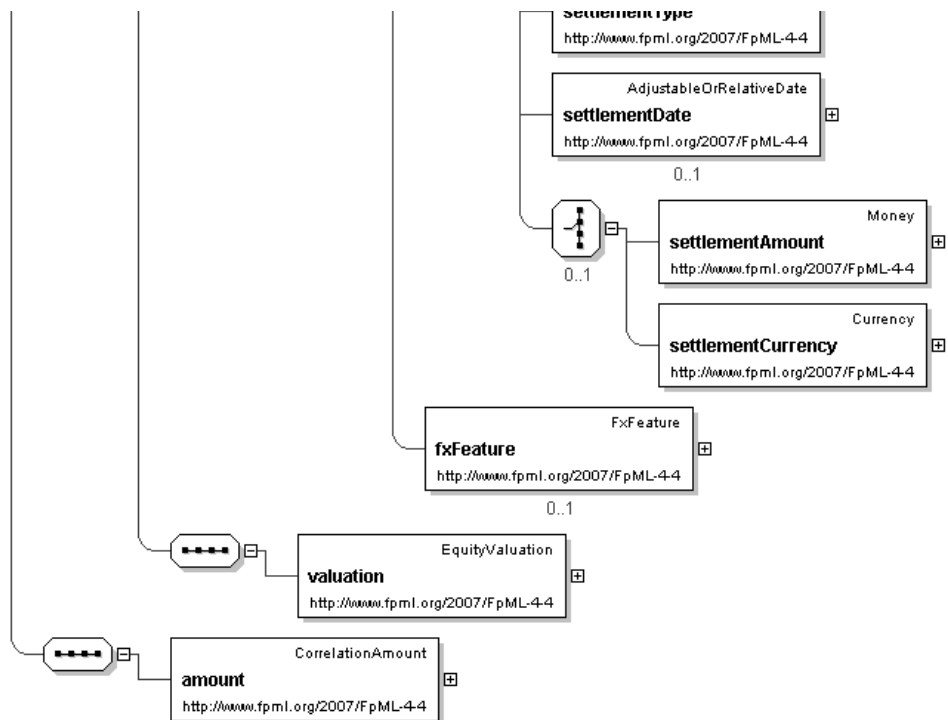 settlementType
http://www.fpml.org/2007/FpML-4-4
AdjustableOrRelativeDate
settlementDate
http://www.fpml.org/2007/FpML-4-4
0..1
0..1
Money
settlementAmount
http://www.fpml.org/2007/FpML-4-4
Currency
settlementCurrency
http://www.fpml.org/2007/FpML-4-4
FxFeature
fxFeature
http://www.fpml.org/2007/FpML-4-4
0..1
EquityValuation
valuation
http://www.fpml.org/2007/FpML-4-4
CorrelationAmount
amount
http://www.fpml.org/2007/FpML-4-4